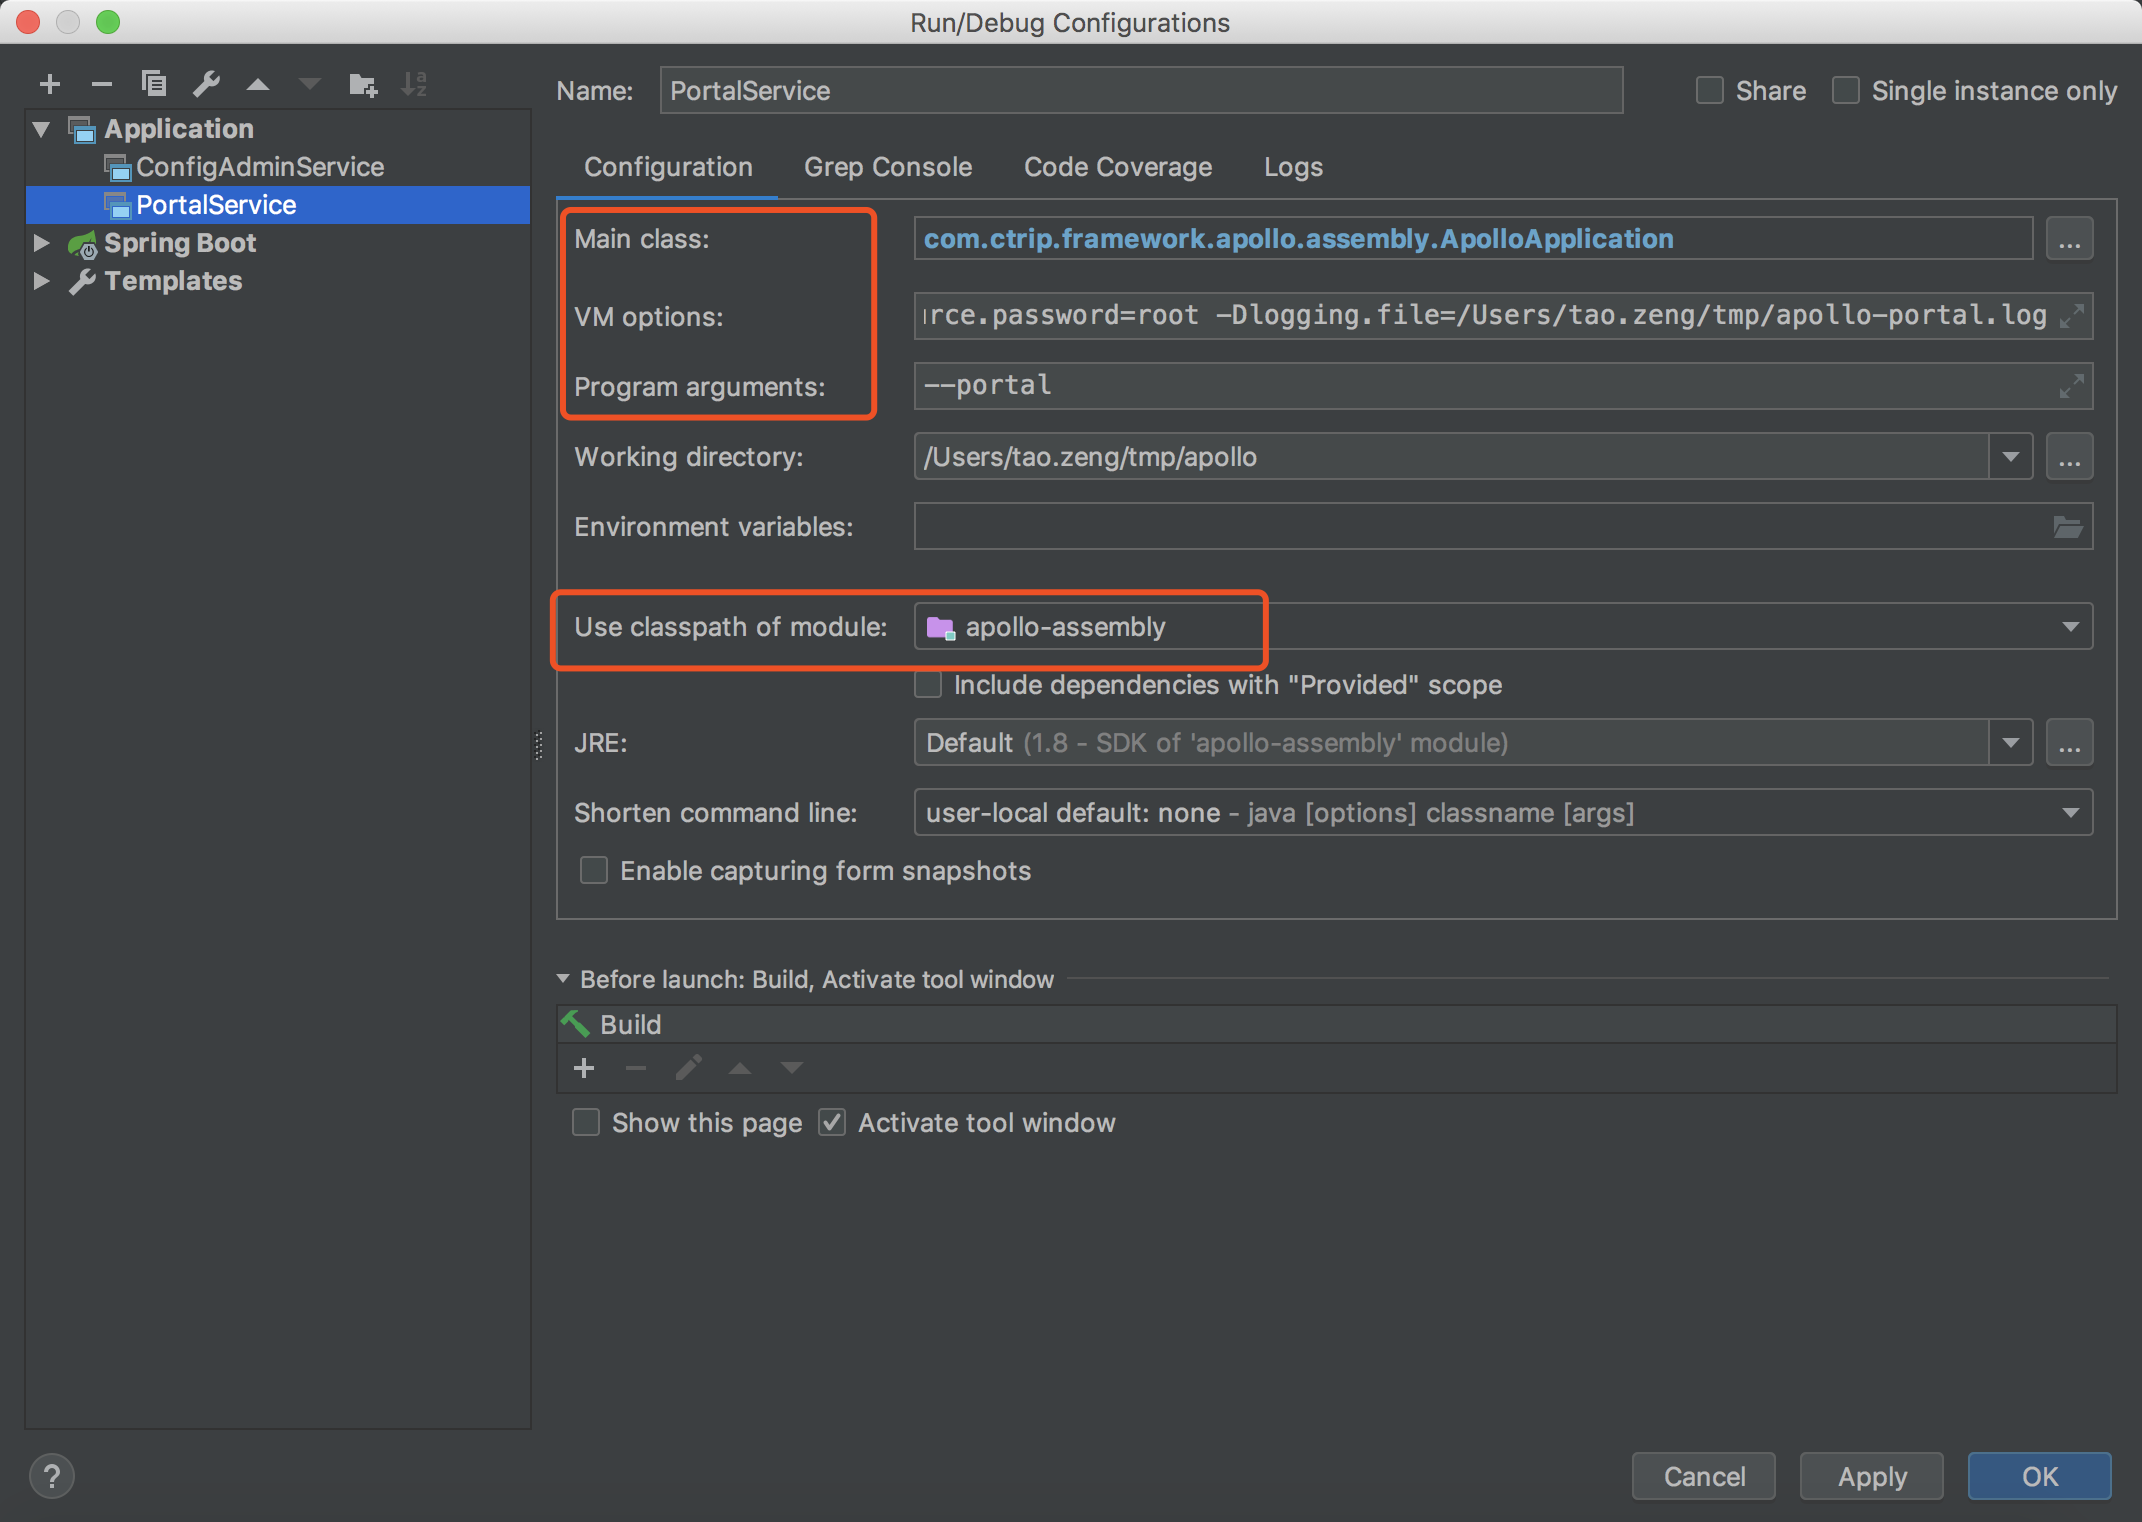 Run/Debug Configurations
Name: PortalService
Share
Single instance only
Application
ConfigAdminService
PortalService
Spring Boot
Templates
Configuration Grep Console Code Coverage Logs
Main class: com.ctrip.framework.apollo.assembly.ApolloApplication ...
VM options: rce.password=root -Dlogging.file=/Users/tao.zeng/tmp/apollo-portal.log
Program arguments: --portal
Working directory: /Users/tao.zeng/tmp/apollo ...
Environment variables:
Use classpath of module: apollo-assembly
Include dependencies with "Provided" scope
JRE: Default (1.8 - SDK of 'apollo-assembly' module) ...
Shorten command line: user-local default: none - java [options] classname [args]
Enable capturing form snapshots
Before launch: Build, Activate tool window
Build
Show this page Activate tool window
? Cancel Apply OK